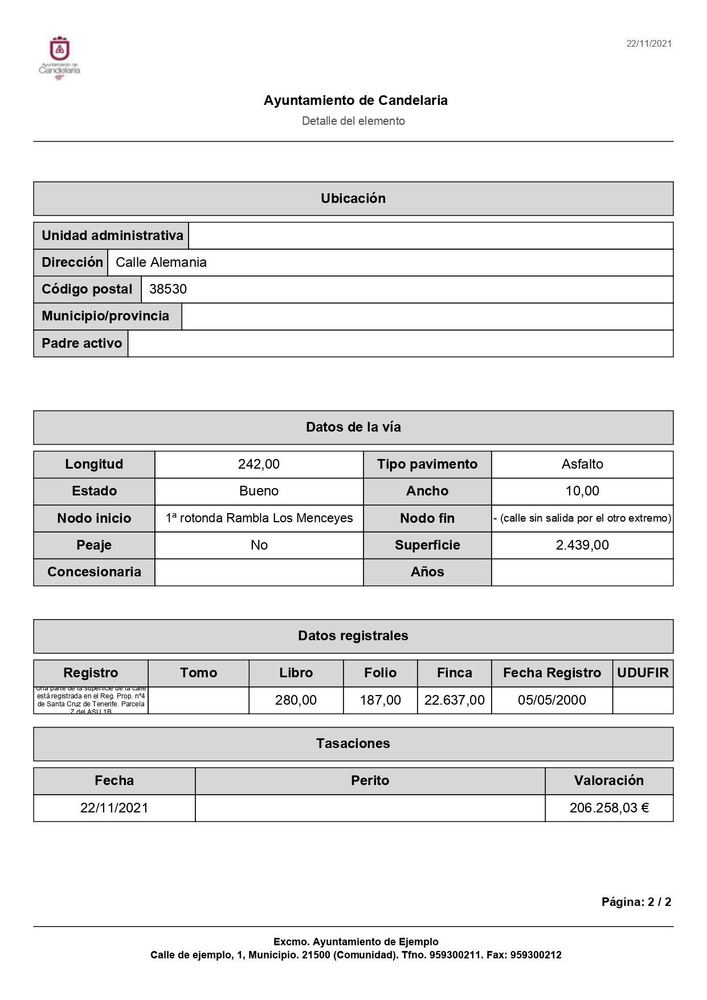 Ayuntamiento de
Candelaria
22/11/2021
Ayuntamiento de Candelaria
Detalle del elemento
Ubicación
Unidad administrativa
Dirección Calle Alemania
Código postal 38530
Municipio/provincia
Padre activo
Datos de la vía
Longitud 242,00 Tipo pavimento Asfalto
Estado Bueno Ancho 10,00
Nodo inicio 1ª rotonda Rambla Los Menceyes Nodo fin - (calle sin salida por el otro extremo)
Peaje No Superficie 2.439,00
Concesionaria Años
Datos registrales
Registro Tomo Libro Folio Finca Fecha Registro UDUFIR
Una parte de la superficie de la calle
está registrada en el Reg. Prop. nº4
de Santa Cruz de Tenerife. Parcela
Z del ASU 1B
280,00 187,00 22.637,00 05/05/2000
Tasaciones
Fecha Perito Valoración
22/11/2021 206.258,03 €
Página: 2 / 2
Excmo. Ayuntamiento de Ejemplo
Calle de ejemplo, 1, Municipio. 21500 (Comunidad). Tfno. 959300211. Fax: 959300212